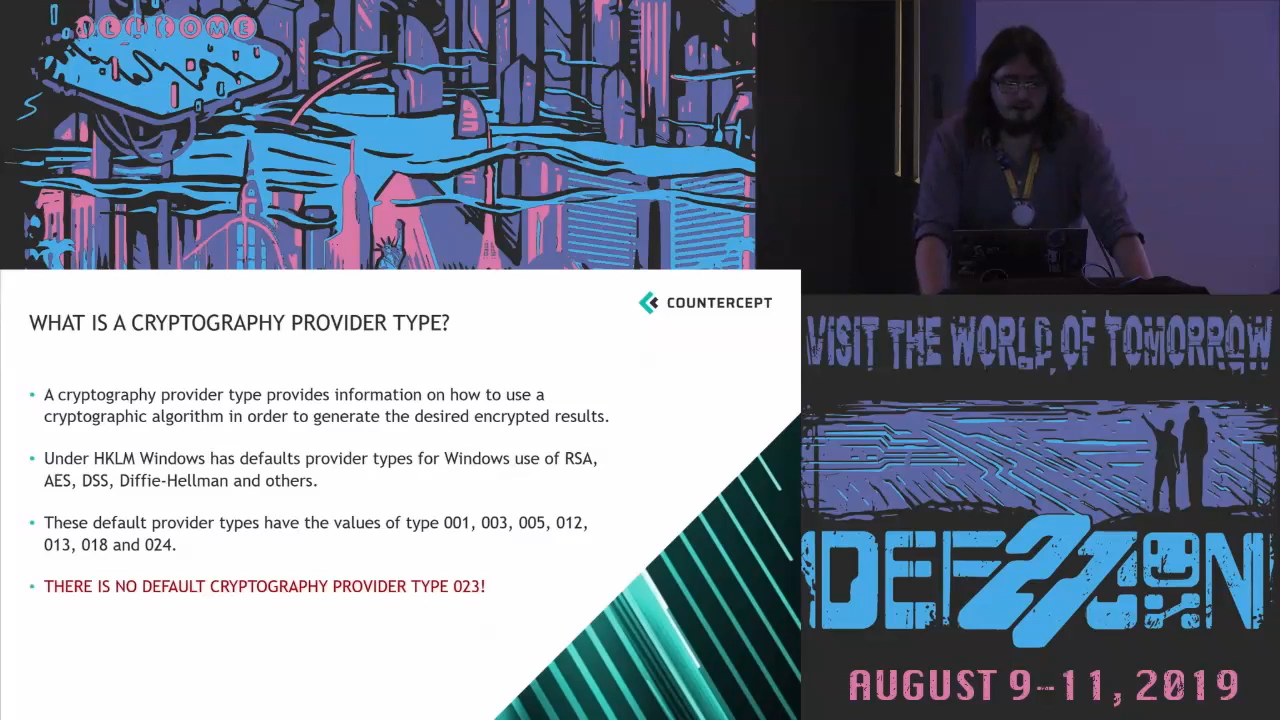 WELCOME
COUNTERCEPT
WHAT IS A CRYPTOGRAPHY PROVIDER TYPE?
• A cryptography provider type provides information on how to use a
cryptographic algorithm in order to generate the desired encrypted results.
• Under HKLM Windows has defaults provider types for Windows use of RSA,
AES, DSS, Diffie-Hellman and others.
• These default provider types have the values of type 001, 003, 005, 012,
013, 018 and 024.
• THERE IS NO DEFAULT CRYPTOGRAPHY PROVIDER TYPE 023!
VISIT THE WORLD OF TOMORROW
DEF27CON
AUGUST 9-11, 2019